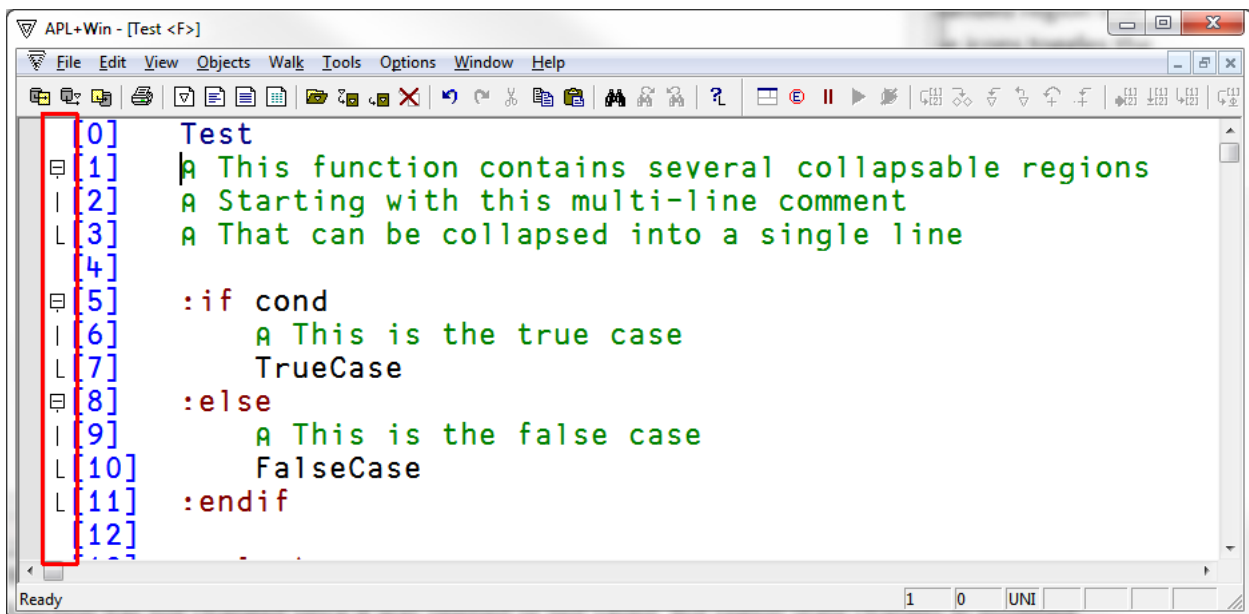 APL+Win - [Test <F>]
File Edit View Objects Walk Tools Options Window Help
[0] Test
[1] ⍝ This function contains several collapsable regions
[2] ⍝ Starting with this multi-line comment
[3] ⍝ That can be collapsed into a single line
[4]
[5] :if cond
[6] ⍝ This is the true case
[7] TrueCase
[8] :else
[9] ⍝ This is the false case
[10] FalseCase
[11] :endif
[12]
Ready 1 0 UNI